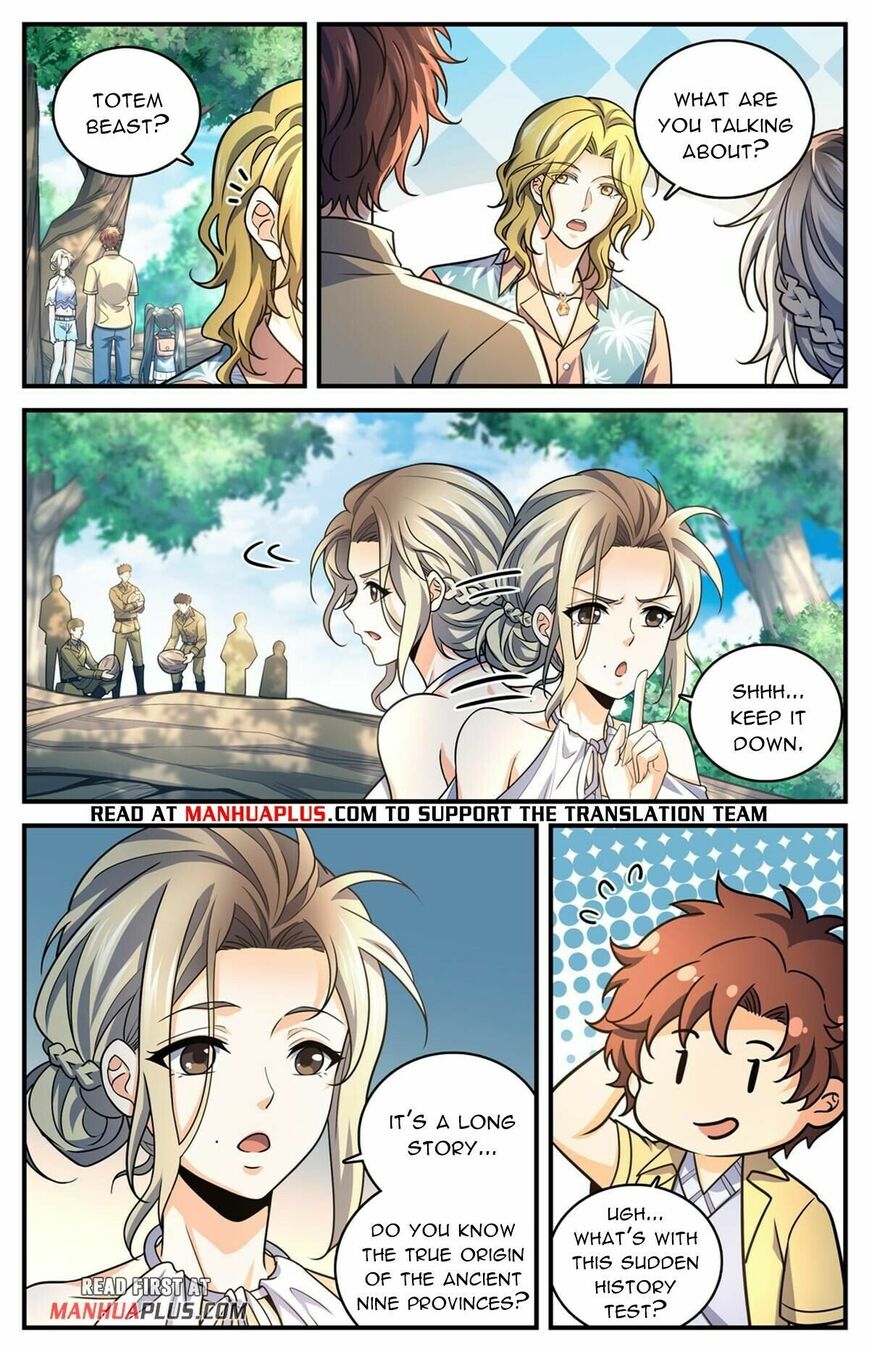 TOTEM
BEAST?
WHAT ARE
YOU TALKING
ABOUT?
SHHH...
KEEP IT
DOWN.
READ AT MANHUAPLUS.COM TO SUPPORT THE TRANSLATION TEAM
IT'S A LONG
STORY...
DO YOU KNOW
THE TRUE ORIGIN
OF THE ANCIENT
NINE PROVINCES?
UGH...
WHAT'S WITH
THIS SUDDEN
HISTORY
TEST?
READ FIRST AT
MANHUAPLUS.COM